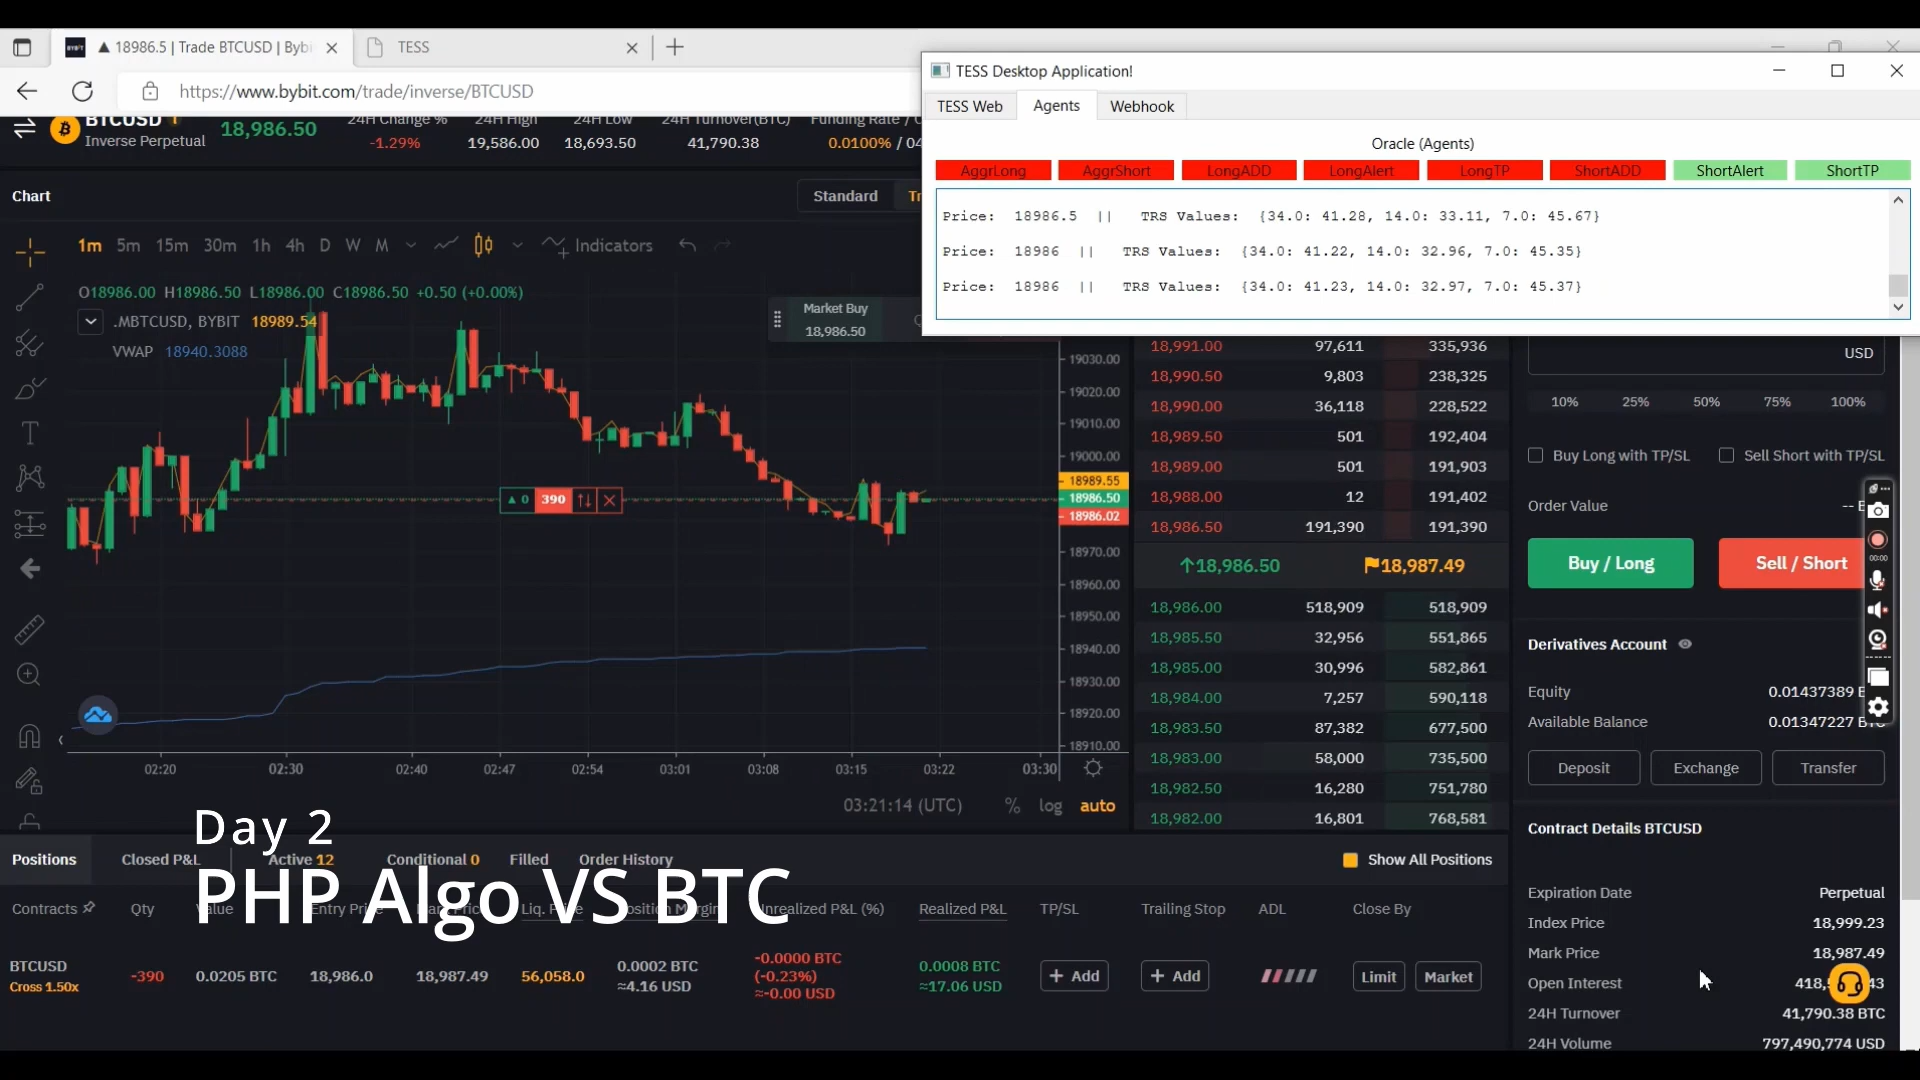 ▲ 18986.5 | Trade BTCUSD | Bybi
TESS
https://www.bybit.com/trade/inverse/BTCUSD
TESS Desktop Application!
TESS Web Agents Webhook
Oracle (Agents)
AggrLong AggrShort LongADD LongAlert LongTP ShortADD ShortAlert ShortTP
Price: 18986.5 || TRS Values: {34.0: 41.28, 14.0: 33.11, 7.0: 45.67}
Price: 18986 || TRS Values: {34.0: 41.22, 14.0: 32.96, 7.0: 45.35}
Price: 18986 || TRS Values: {34.0: 41.23, 14.0: 32.97, 7.0: 45.37}
BTCUSD
Inverse Perpetual
18,986.50
24H Change %
-1.29%
24H High
19,586.00
24H Low
18,693.50
24H Turnover(BTC)
41,790.38
Funding Rate /
0.0100% / 04
Chart
Standard
1m 5m 15m 30m 1h 4h D W M Indicators
O18986.00 H18986.50 L18986.00 C18986.50 +0.50 (+0.00%)
.MBTCUSD, BYBIT 18989.54
VWAP 18940.3088
Market Buy
18,986.50
0 390
19030.00
19020.00
19010.00
19000.00
18989.55
18986.50
18986.02
18970.00
18960.00
18950.00
18940.00
18930.00
18920.00
18910.00
02:20 02:30 02:40 02:47 02:54 03:01 03:08 03:15 03:22 03:30
03:21:14 (UTC) % log auto
18,991.00 97,611 335,936
18,990.50 9,803 238,325
18,990.00 36,118 228,522
18,989.50 501 192,404
18,989.00 501 191,903
18,988.00 12 191,402
18,986.50 191,390 191,390
↑18,986.50 18,987.49
18,986.00 518,909 518,909
18,985.50 32,956 551,865
18,985.00 30,996 582,861
18,984.00 7,257 590,118
18,983.50 87,382 677,500
18,983.00 58,000 735,500
18,982.50 16,280 751,780
18,982.00 16,801 768,581
USD
10% 25% 50% 75% 100%
Buy Long with TP/SL Sell Short with TP/SL
Order Value --
Buy / Long Sell / Short
00:00
Derivatives Account
Equity 0.01437389
Available Balance 0.01347227 BTC
Deposit Exchange Transfer
Contract Details BTCUSD
Expiration Date Perpetual
Index Price 18,999.23
Mark Price 18,987.49
Open Interest
24H Turnover 41,790.38 BTC
24H Volume 797,490,774 USD
Day 2
PHP Algo VS BTC
Positions Closed P&L Active 12 Conditional 0 Filled Order History Show All Positions
Contracts Qty Value Entry Price Mark Price Liq. Price Position Margin Unrealized P&L (%) Realized P&L TP/SL Trailing Stop ADL Close By
BTCUSD
Cross 1.50x
-390
0.0205 BTC
18,986.0
18,987.49
56,058.0
0.0002 BTC
≈4.16 USD
-0.0000 BTC
(-0.23%)
≈-0.00 USD
0.0008 BTC
≈17.06 USD
+ Add
+ Add
Limit Market